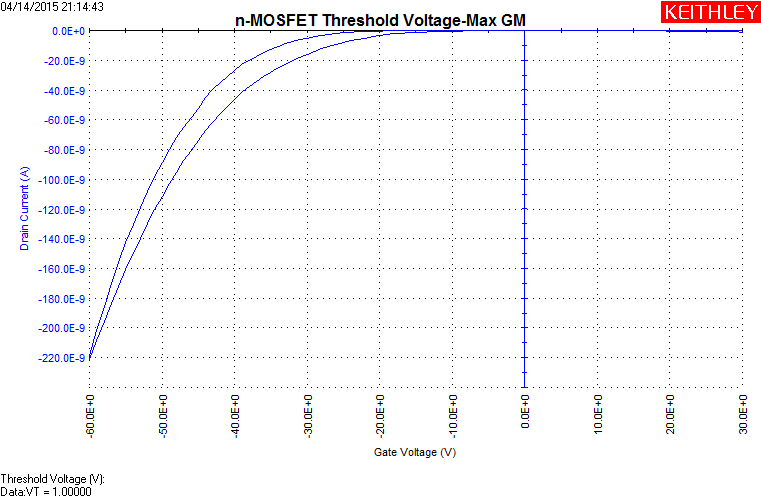 04/14/2015 21:14:43
n-MOSFET Threshold Voltage-Max GM
KEITHLEY
0.0E+0
-20.0E-9
-40.0E-9
-60.0E-9
-80.0E-9
-100.0E-9
-120.0E-9
-140.0E-9
-160.0E-9
-180.0E-9
-200.0E-9
-220.0E-9
Drain Current (A)
-60.0E+0
-50.0E+0
-40.0E+0
-30.0E+0
-20.0E+0
-10.0E+0
0.0E+0
10.0E+0
20.0E+0
30.0E+0
Gate Voltage (V)
Threshold Voltage (V):
Data:VT = 1.00000